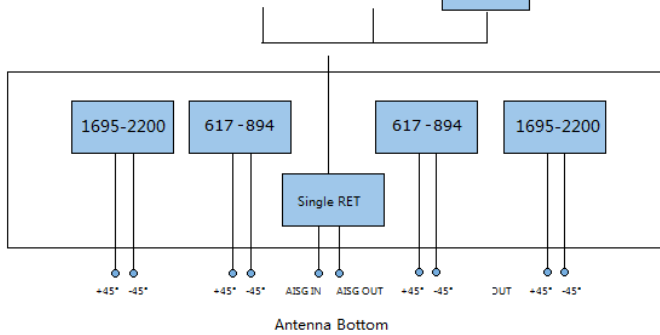 1695-2200 617 -894 617 -894 1695-2200
Single RET
+45° -45° +45° -45° AISG IN AISG OUT +45° -45° +45° -45°
Antenna Bottom